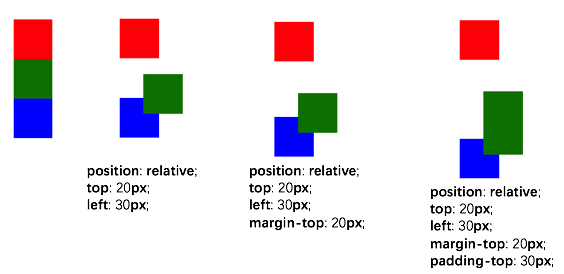 position: relative;
top: 20px;
left: 30px;
position: relative;
top: 20px;
left: 30px;
margin-top: 20px;
position: relative;
top: 20px;
left: 30px;
margin-top: 20px;
padding-top: 30px;